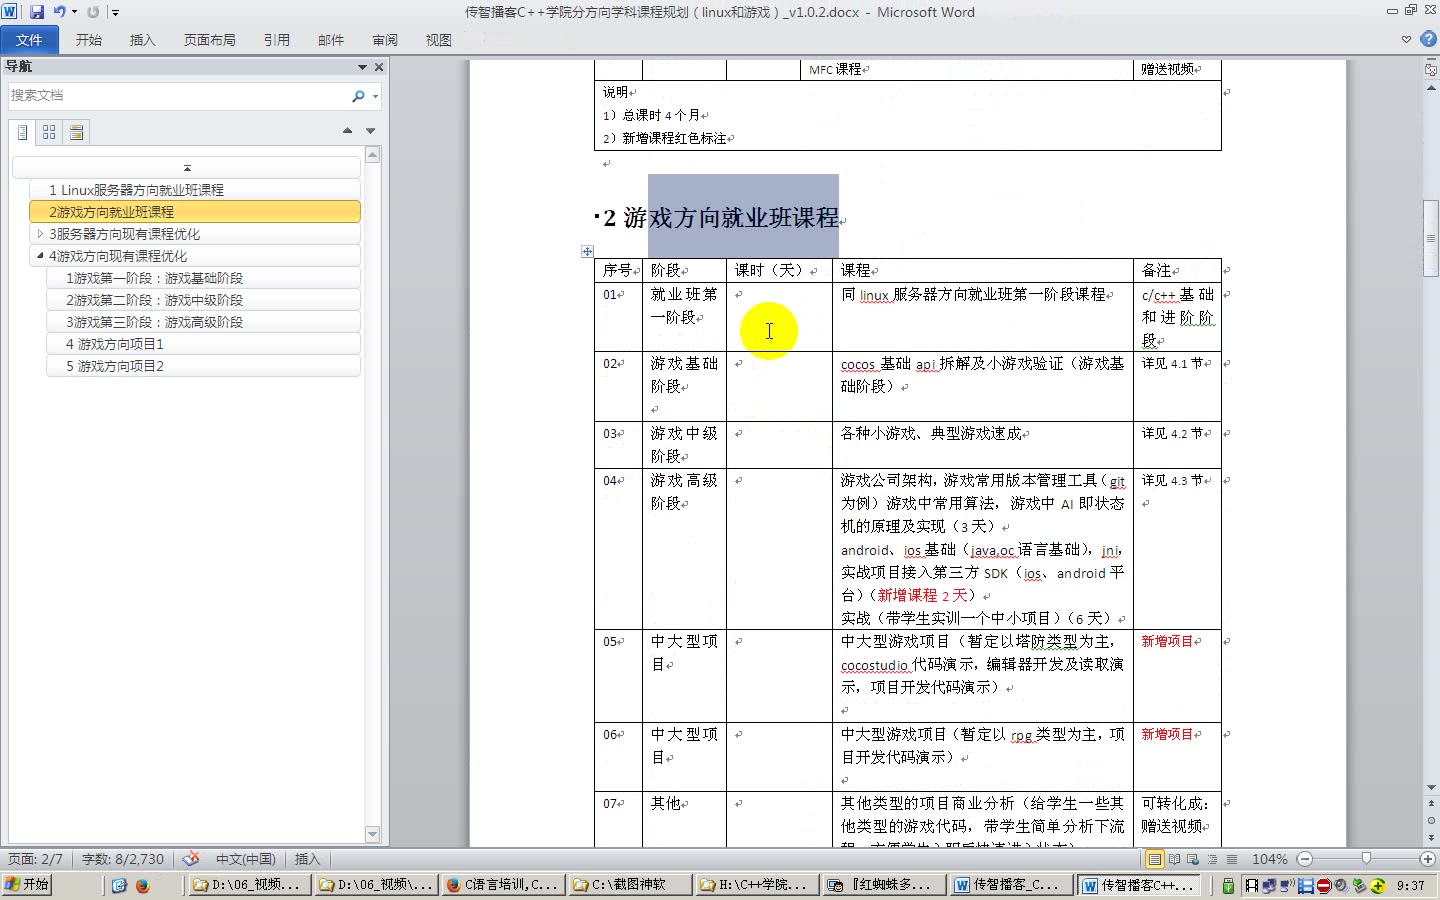 传智播客C++学院分方向学科课程规划（linux和游戏）_v1.0.2.docx - Microsoft Word
文件 开始 插入 页面布局 引用 邮件 审阅 视图
导航
搜索文档
1 Linux服务器方向就业班课程
2游戏方向就业班课程
3服务器方向现有课程优化
4游戏方向现有课程优化
1游戏第一阶段：游戏基础阶段
2游戏第二阶段：游戏中级阶段
3游戏第三阶段：游戏高级阶段
4 游戏方向项目1
5 游戏方向项目2
MFC 课程 赠送视频
说明
1）总课时 4 个月
2）新增课程红色标注
2 游戏方向就业班课程
序号 阶段 课时（天） 课程 备注
01 就业班第一阶段 同 linux 服务器方向就业班第一阶段课程 c/c++基础和进阶阶段
02 游戏基础阶段 cocos 基础 api 拆解及小游戏验证（游戏基础阶段） 详见 4.1 节
03 游戏中级阶段 各种小游戏、典型游戏速成 详见 4.2 节
04 游戏高级阶段 游戏公司架构，游戏常用版本管理工具（git 为例）游戏中常用算法，游戏中 AI 即状态机的原理及实现（3 天） 详见 4.3 节
android、ios 基础（java,oc 语言基础），jni，实战项目接入第三方 SDK（ios、android 平台）（新增课程 2 天）
实战（带学生实训一个中小项目）（6 天）
05 中大型项目 中大型游戏项目（暂定以塔防类型为主，cocostudio 代码演示，编辑器开发及读取演示，项目开发代码演示） 新增项目
06 中大型项目 中大型游戏项目（暂定以 rpg 类型为主，项目开发代码演示） 新增项目
07 其他 其他类型的项目商业分析（给学生一些其他类型的游戏代码，带学生简单分析下流 可转化成：赠送视频
页面: 2/7 字数: 8/2,730 中文(中国) 插入 104%
开始 D:\06_视频... D:\06_视频\... C语言培训,C... C:\截图神软 H:\C++学院... 『红蜘蛛多... 传智播客_C... 传智播客C++... 9:37